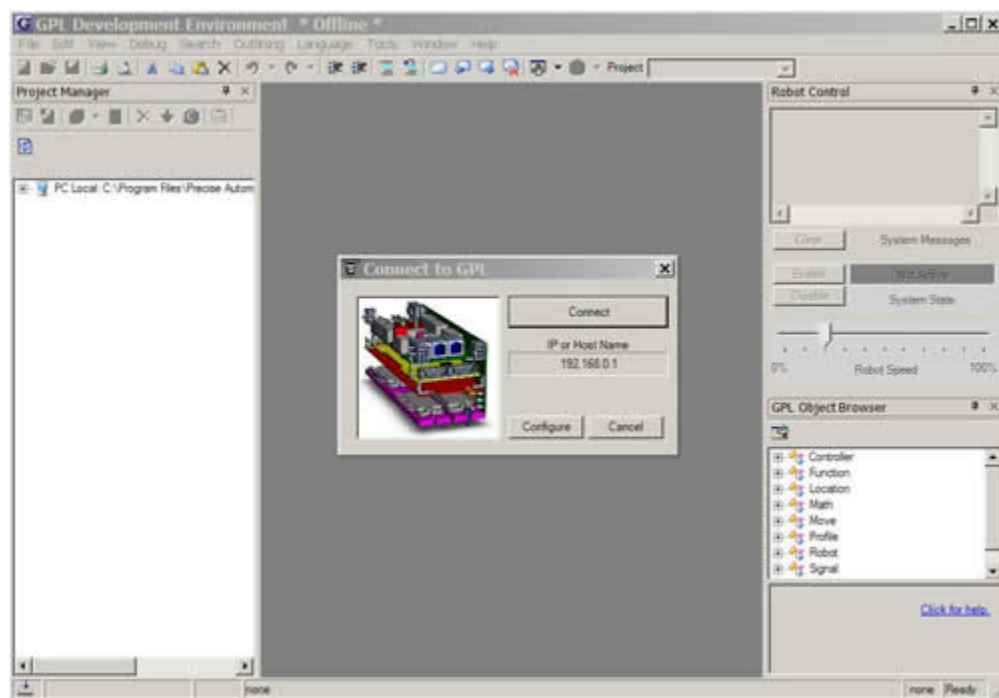 GPL Development Environment * Offline *
File Edit View Debug Search Outlining Language Tools Window Help
Project
Project Manager
PC Local: C:\Program Files\Precise Autom
Connect to GPL
Connect
IP or Host Name
192.168.0.1
Configure Cancel
Robot Control
Clear System Messages
Enable Not Active
Disable System State
0% Robot Speed 100%
GPL Object Browser
Controller
Function
Location
Math
Move
Profile
Robot
Signal
Click for help.
none none Ready